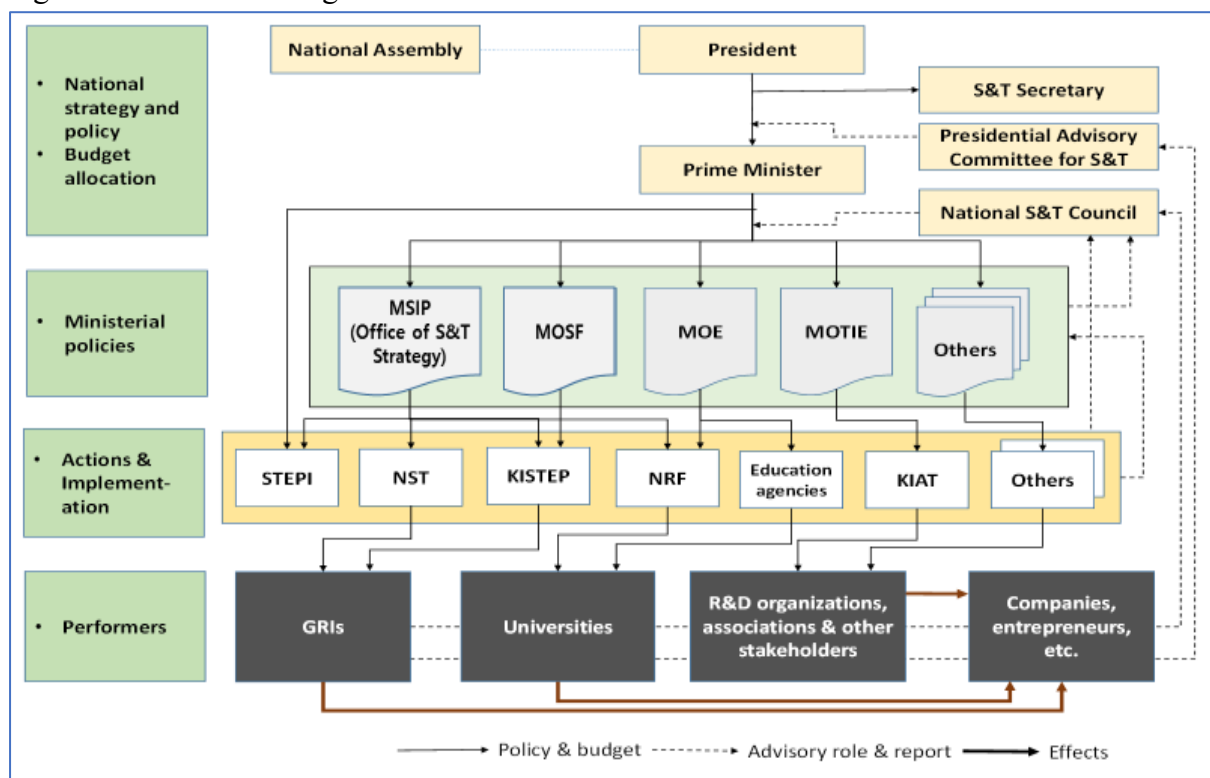 National Assembly
President
• National
strategy and
policy
• Budget
allocation
S&T Secretary
Presidential Advisory
Committee for S&T
Prime Minister
National S&T Council
• Ministerial
policies
MSIP
(Office of S&T
Strategy)
MOSF
MOE
MOTIE
Others
• Actions &
Implement-
ation
STEPI
NST
KISTEP
NRF
Education
agencies
KIAT
Others
• Performers
GRIs
Universities
R&D organizations,
associations & other
stakeholders
Companies,
entrepreneurs,
etc.
Policy & budget
Advisory role & report
Effects